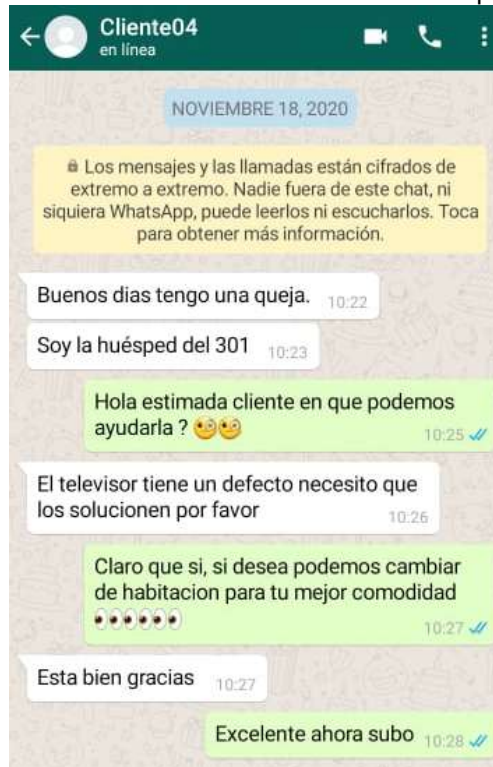 Cliente04
en línea
NOVIEMBRE 18, 2020
Los mensajes y las llamadas están cifrados de
extremo a extremo. Nadie fuera de este chat, ni
siquiera WhatsApp, puede leerlos ni escucharlos. Toca
para obtener más información.
Buenos dias tengo una queja. 10:22
Soy la huésped del 301 10:23
Hola estimada cliente en que podemos
ayudarla ? 🧐🧐
10:25
El televisor tiene un defecto necesito que
los solucionen por favor
10:26
Claro que si, si desea podemos cambiar
de habitacion para tu mejor comodidad
👀👀👀
10:27
Esta bien gracias 10:27
Excelente ahora subo 10:28